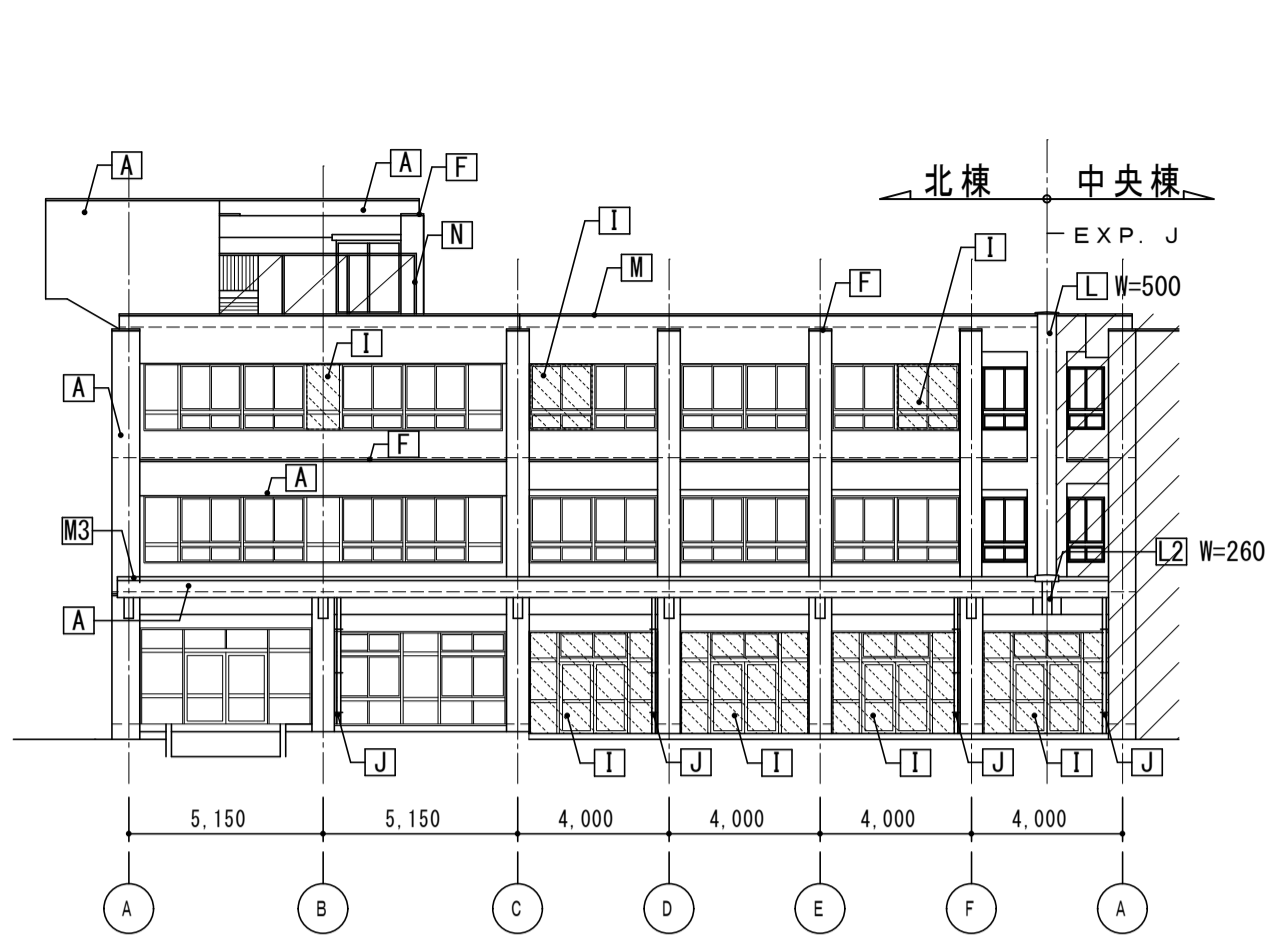 A
A
F
北棟
中央棟
I
N
EXP. J
I
M
F
L W=500
I
A
F
A
M3
L2 W=260
A
J
I
J
I
I
J
I
J
5,150
5,150
4,000
4,000
4,000
4,000
A
B
C
D
E
F
A